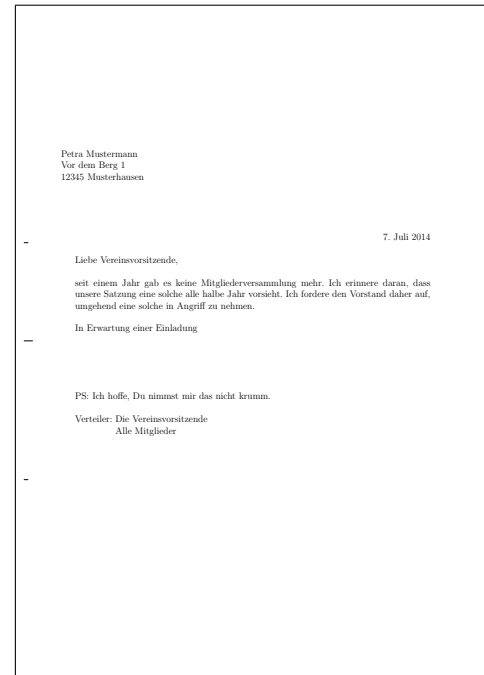 Petra Mustermann
Vor dem Berg 1
12345 Musterhausen
7. Juli 2014
Liebe Vereinsvorsitzende,
seit einem Jahr gab es keine Mitgliederversammlung mehr. Ich erinnere daran, dass
unsere Satzung eine solche alle halbe Jahr vorsieht. Ich fordere den Vorstand daher auf,
umgehend eine solche in Angriff zu nehmen.
In Erwartung einer Einladung
PS: Ich hoffe, Du nimmst mir das nicht krumm.
Verteiler: Die Vereinsvorsitzende
Alle Mitglieder